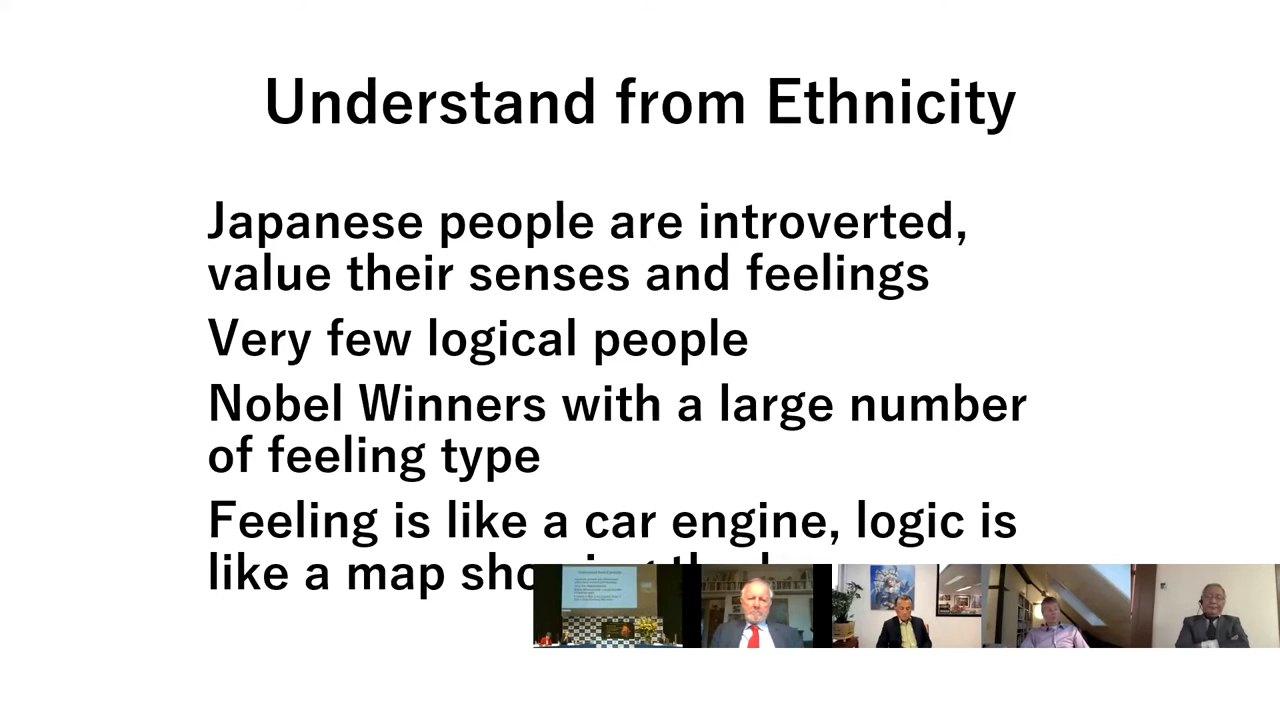 Understand from Ethnicity
Japanese people are introverted,
value their senses and feelings
Very few logical people
Nobel Winners with a large number
of feeling type
Feeling is like a car engine, logic is
like a map